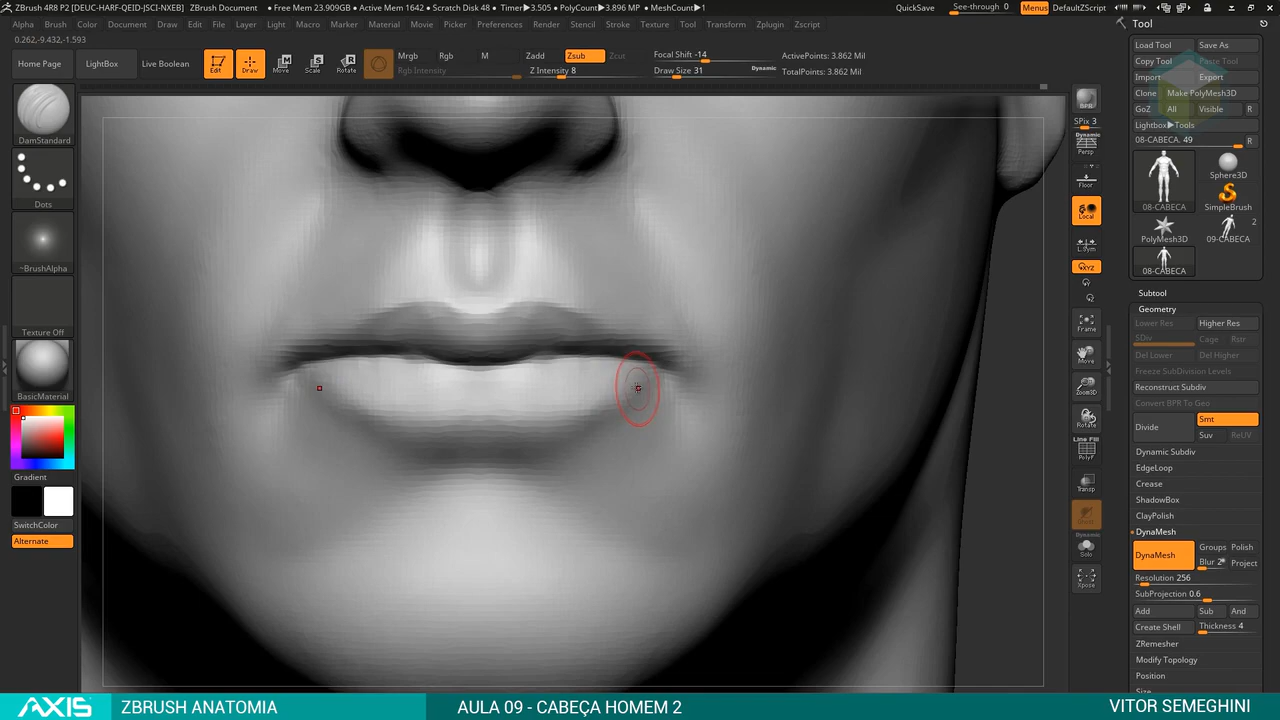 ZBrush 4R8 P2 [DEUC-HARF-QEID-JSCI-NXEB] ZBrush Document • Free Mem 23.909GB • Active Mem 1642 • Scratch Disk 48 • Timer▶3.505 • PolyCount▶3.896 MP • MeshCount▶1 QuickSave See-through 0 Menus DefaultZScript
Alpha Brush Color Document Draw Edit File Layer Light Macro Marker Material Movie Picker Preferences Render Stencil Stroke Texture Tool Transform Zplugin Zscript
0.262,-9.432,-1.593
Home Page LightBox Live Boolean
Edit Draw Move Scale Rotate
Mrgb Rgb M
Rgb Intensity
Zadd Zsub Zcut
Z Intensity 8
Focal Shift -14
Draw Size 31 Dynamic
ActivePoints: 3.862 Mil
TotalPoints: 3.862 Mil
DamStandard
Dots
~BrushAlpha
Texture Off
BasicMaterial
Gradient
SwitchColor
Alternate
BPR
SPix 3
Dynamic
Persp
Floor
Local
L.Sym
XYZ
Frame
Move
Zoom3D
Rotate
Line Fill
PolyF
Transp
Ghost
Dynamic
Solo
Xpose
Tool
Load Tool Save As
Copy Tool Paste Tool
Import Export
Clone Make PolyMesh3D
GoZ All Visible R
Lightbox▶Tools
08-CABECA. 49 R
08-CABECA Sphere3D
SimpleBrush
PolyMesh3D 09-CABECA 2
08-CABECA
Subtool
Geometry
Lower Res Higher Res
SDiv Cage Rstr
Del Lower Del Higher
Freeze SubDivision Levels
Reconstruct Subdiv
Convert BPR To Geo
Divide Smt
Suv ReUV
Dynamic Subdiv
EdgeLoop
Crease
ShadowBox
ClayPolish
DynaMesh
DynaMesh Groups Polish
Blur 2 Project
Resolution 256
SubProjection 0.6
Add Sub And
Create Shell Thickness 4
ZRemesher
Modify Topology
Position
Size
AXIS ZBRUSH ANATOMIA AULA 09 - CABEÇA HOMEM 2 VITOR SEMEGHINI